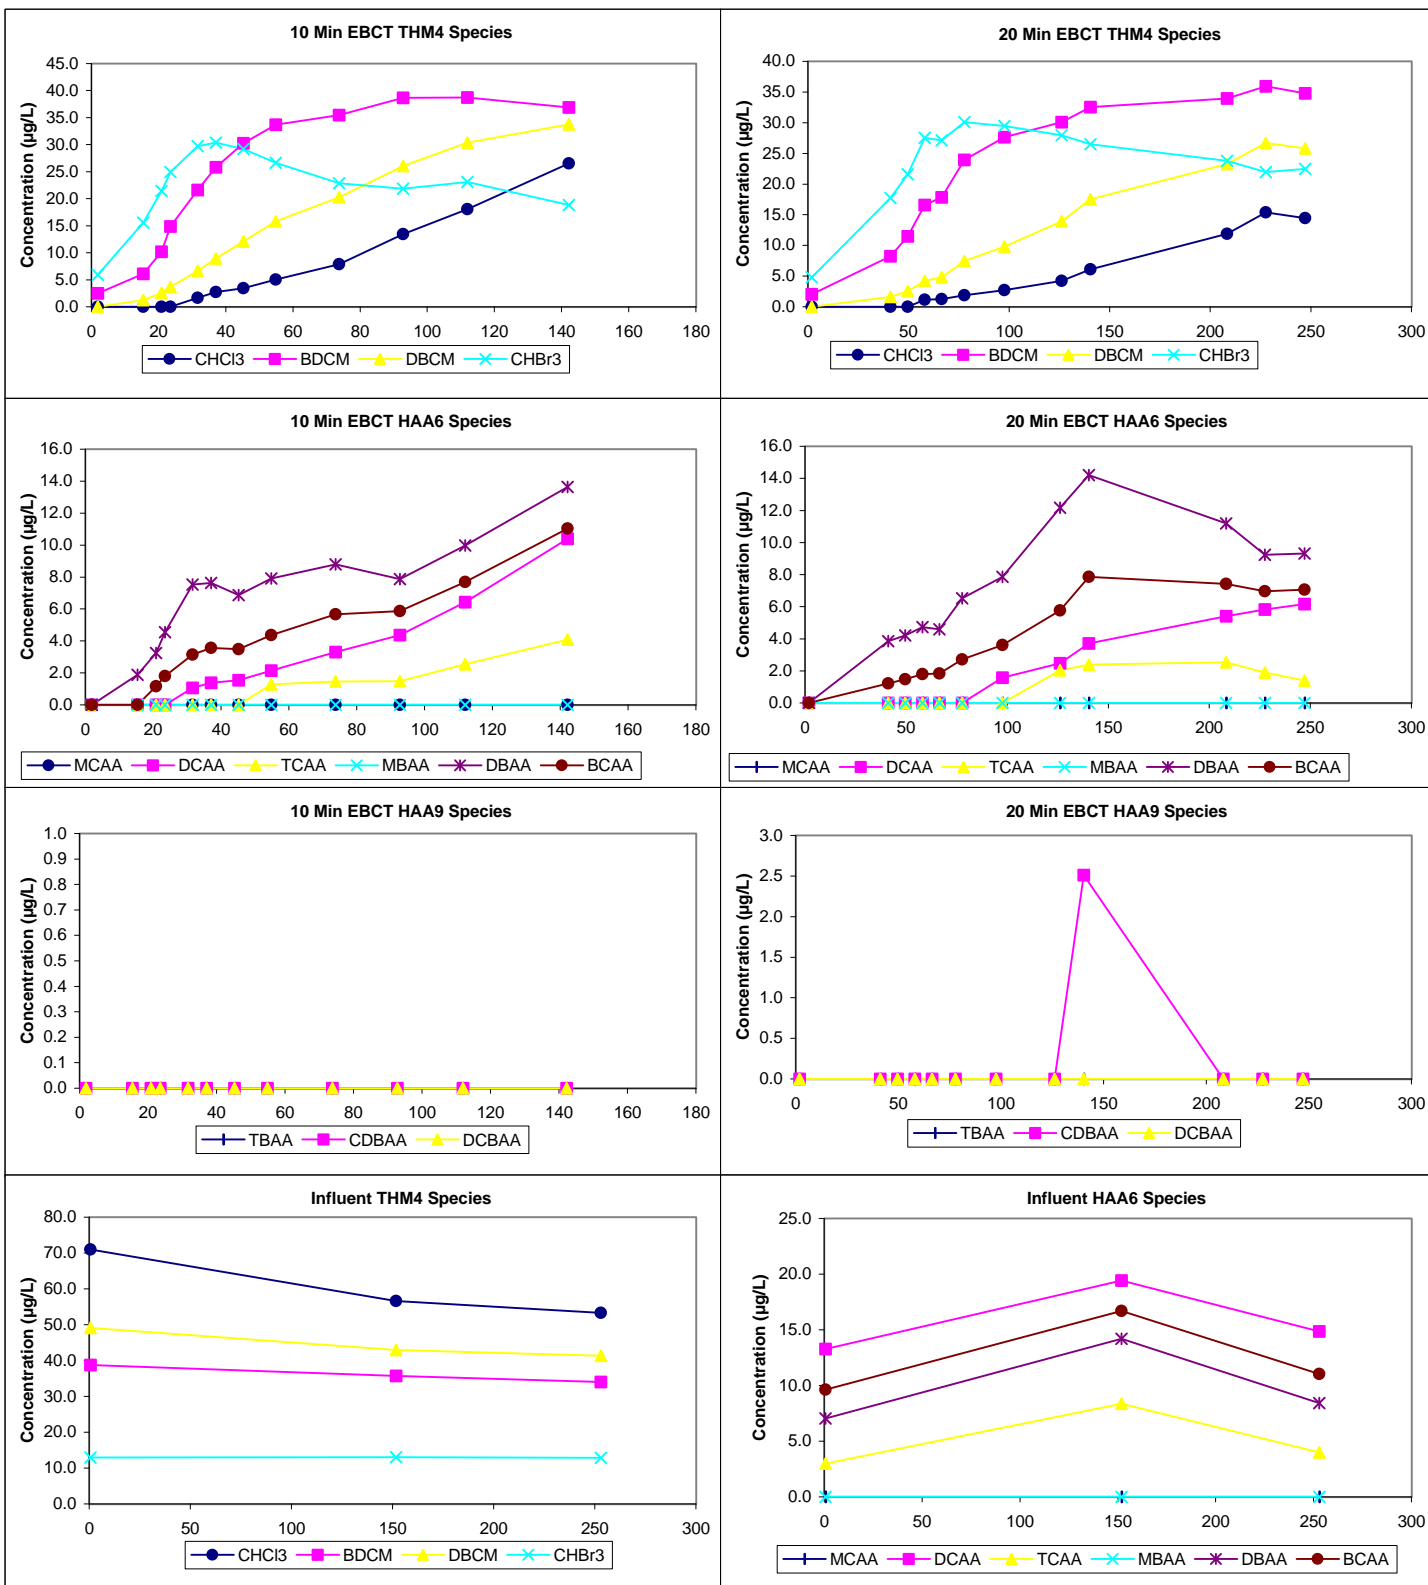 10 Min EBCT THM4 Species
Concentration (µg/L)
45.0
40.0
35.0
30.0
25.0
20.0
15.0
10.0
5.0
0.0
0 20 40 60 80 100 120 140 160 180
CHCl3 BDCM DBCM CHBr3
20 Min EBCT THM4 Species
Concentration (µg/L)
40.0
35.0
30.0
25.0
20.0
15.0
10.0
5.0
0.0
0 50 100 150 200 250 300
CHCl3 BDCM DBCM CHBr3
10 Min EBCT HAA6 Species
Concentration (µg/L)
16.0
14.0
12.0
10.0
8.0
6.0
4.0
2.0
0.0
0 20 40 60 80 100 120 140 160 180
MCAA DCAA TCAA MBAA DBAA BCAA
20 Min EBCT HAA6 Species
Concentration (µg/L)
16.0
14.0
12.0
10.0
8.0
6.0
4.0
2.0
0.0
0 50 100 150 200 250 300
MCAA DCAA TCAA MBAA DBAA BCAA
10 Min EBCT HAA9 Species
Concentration (µg/L)
1.0
0.9
0.8
0.7
0.6
0.5
0.4
0.3
0.2
0.1
0.0
0 20 40 60 80 100 120 140 160 180
TBAA CDBAA DCBAA
20 Min EBCT HAA9 Species
Concentration (µg/L)
3.0
2.5
2.0
1.5
1.0
0.5
0.0
0 50 100 150 200 250 300
TBAA CDBAA DCBAA
Influent THM4 Species
Concentration (µg/L)
80.0
70.0
60.0
50.0
40.0
30.0
20.0
10.0
0.0
0 50 100 150 200 250 300
CHCl3 BDCM DBCM CHBr3
Influent HAA6 Species
Concentration (µg/L)
25.0
20.0
15.0
10.0
5.0
0.0
0 50 100 150 200 250 300
MCAA DCAA TCAA MBAA DBAA BCAA